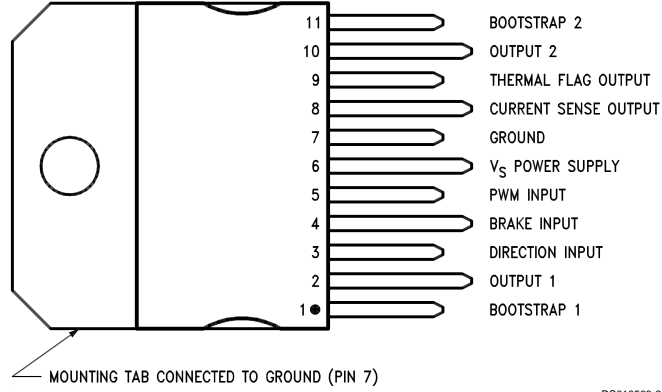 11 BOOTSTRAP 2
10 OUTPUT 2
9 THERMAL FLAG OUTPUT
8 CURRENT SENSE OUTPUT
7 GROUND
6 VS POWER SUPPLY
5 PWM INPUT
4 BRAKE INPUT
3 DIRECTION INPUT
2 OUTPUT 1
1 BOOTSTRAP 1
MOUNTING TAB CONNECTED TO GROUND (PIN 7)